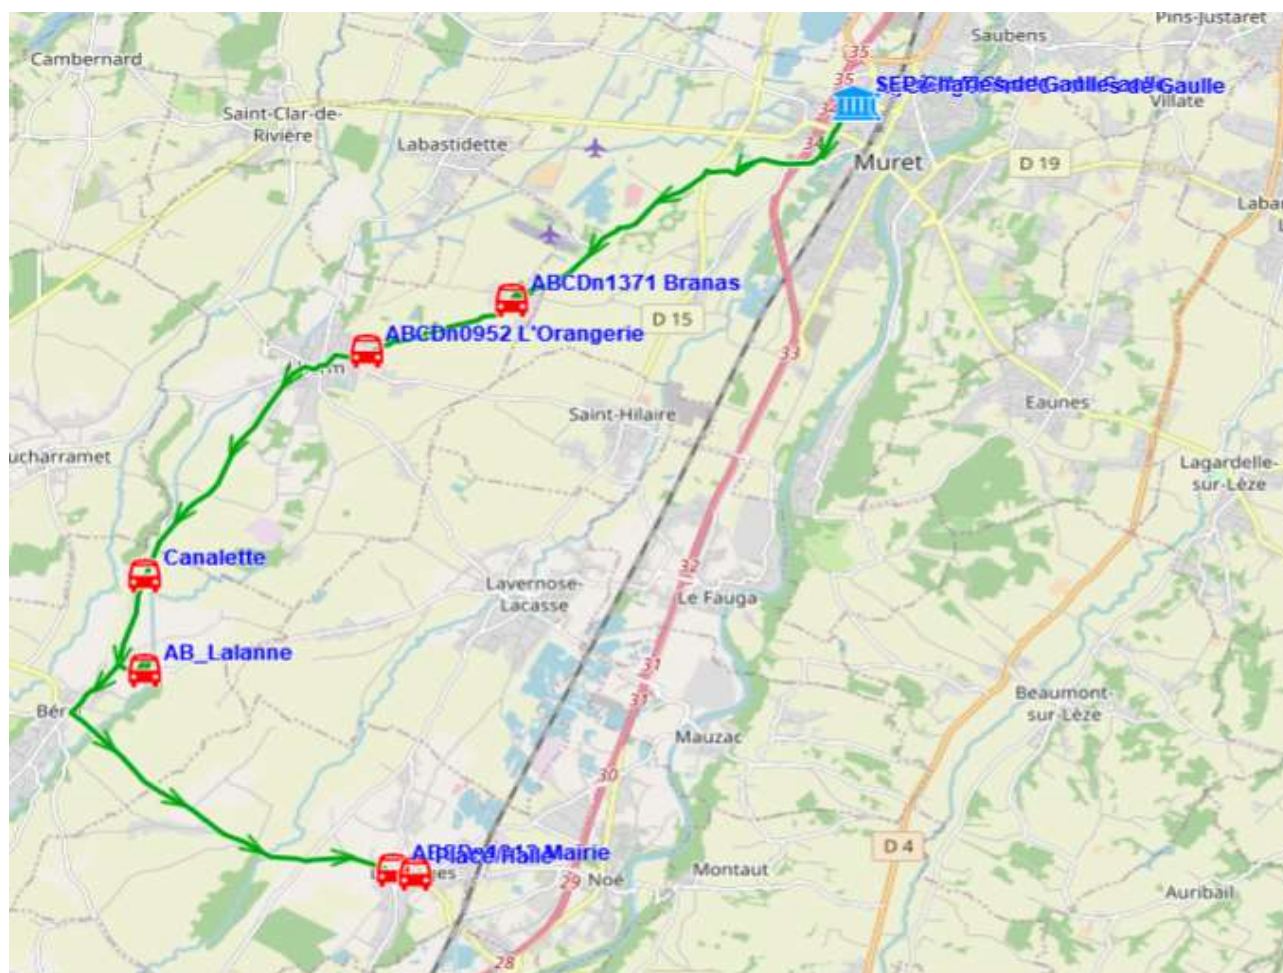 Pins-Justaret
Saubens
Cambernard
35
35
Villate
Saint-Clar-de-
Rivière
Labastidette
34
Muret
D 19
ABCDn1371 Branas
D 15
ABCDn0952 L'Orangerie
33
Saint-Hilaire
Eaunes
ucharramet
Lagardelle-
sur-Lèze
Canalette
32
Lavernose-
Lacasse
Le Fauga
AB_Lalanne
31
31
Beaumont-
sur-Lèze
Bér
Mauzac
30
D 4
Mairie
Montaut
29
Noé
Auribail
28